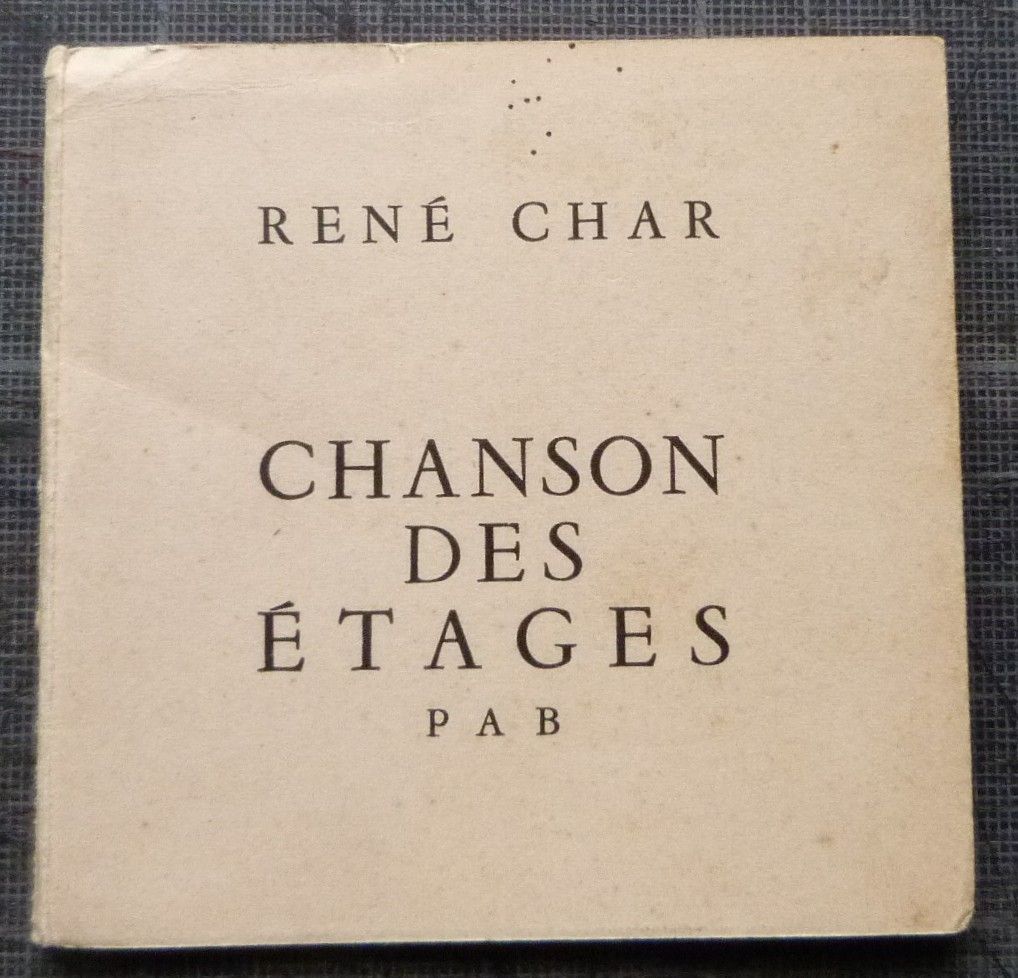 RENÉ CHAR
CHANSON
DES
ÉTAGES
PAB